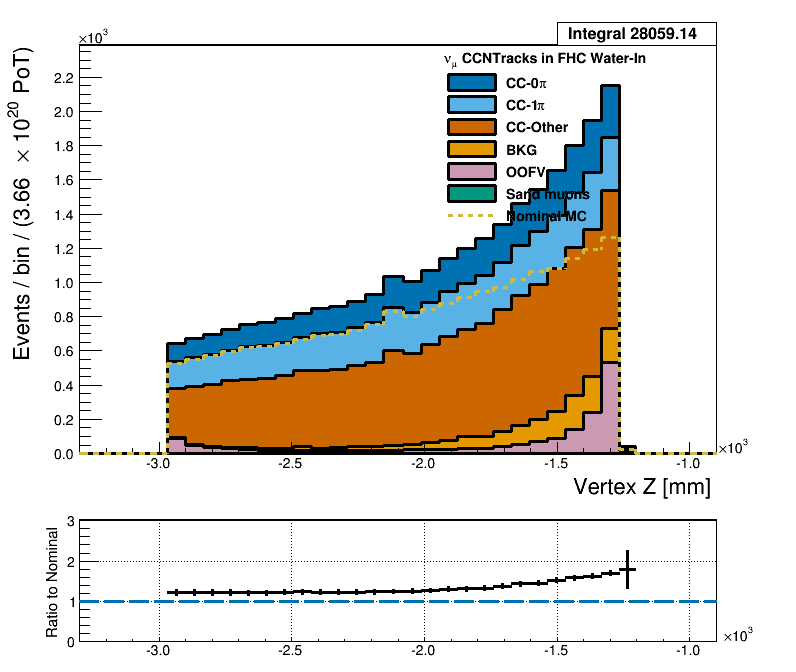 Integral 28059.14
×10³
νμ CCNTracks in FHC Water-In
CC-0π
CC-1π
CC-Other
BKG
OOFV
Sand muons
Nominal MC
Events / bin / (3.66 × 10²⁰ PoT)
2.2
2.0
1.8
1.6
1.4
1.2
1.0
0.8
0.6
0.4
0.2
0.0
-3.0 -2.5 -2.0 -1.5 -1.0
×10³
Vertex Z [mm]
Ratio to Nominal
3
2
1
0
-3.0 -2.5 -2.0 -1.5 -1.0
×10³